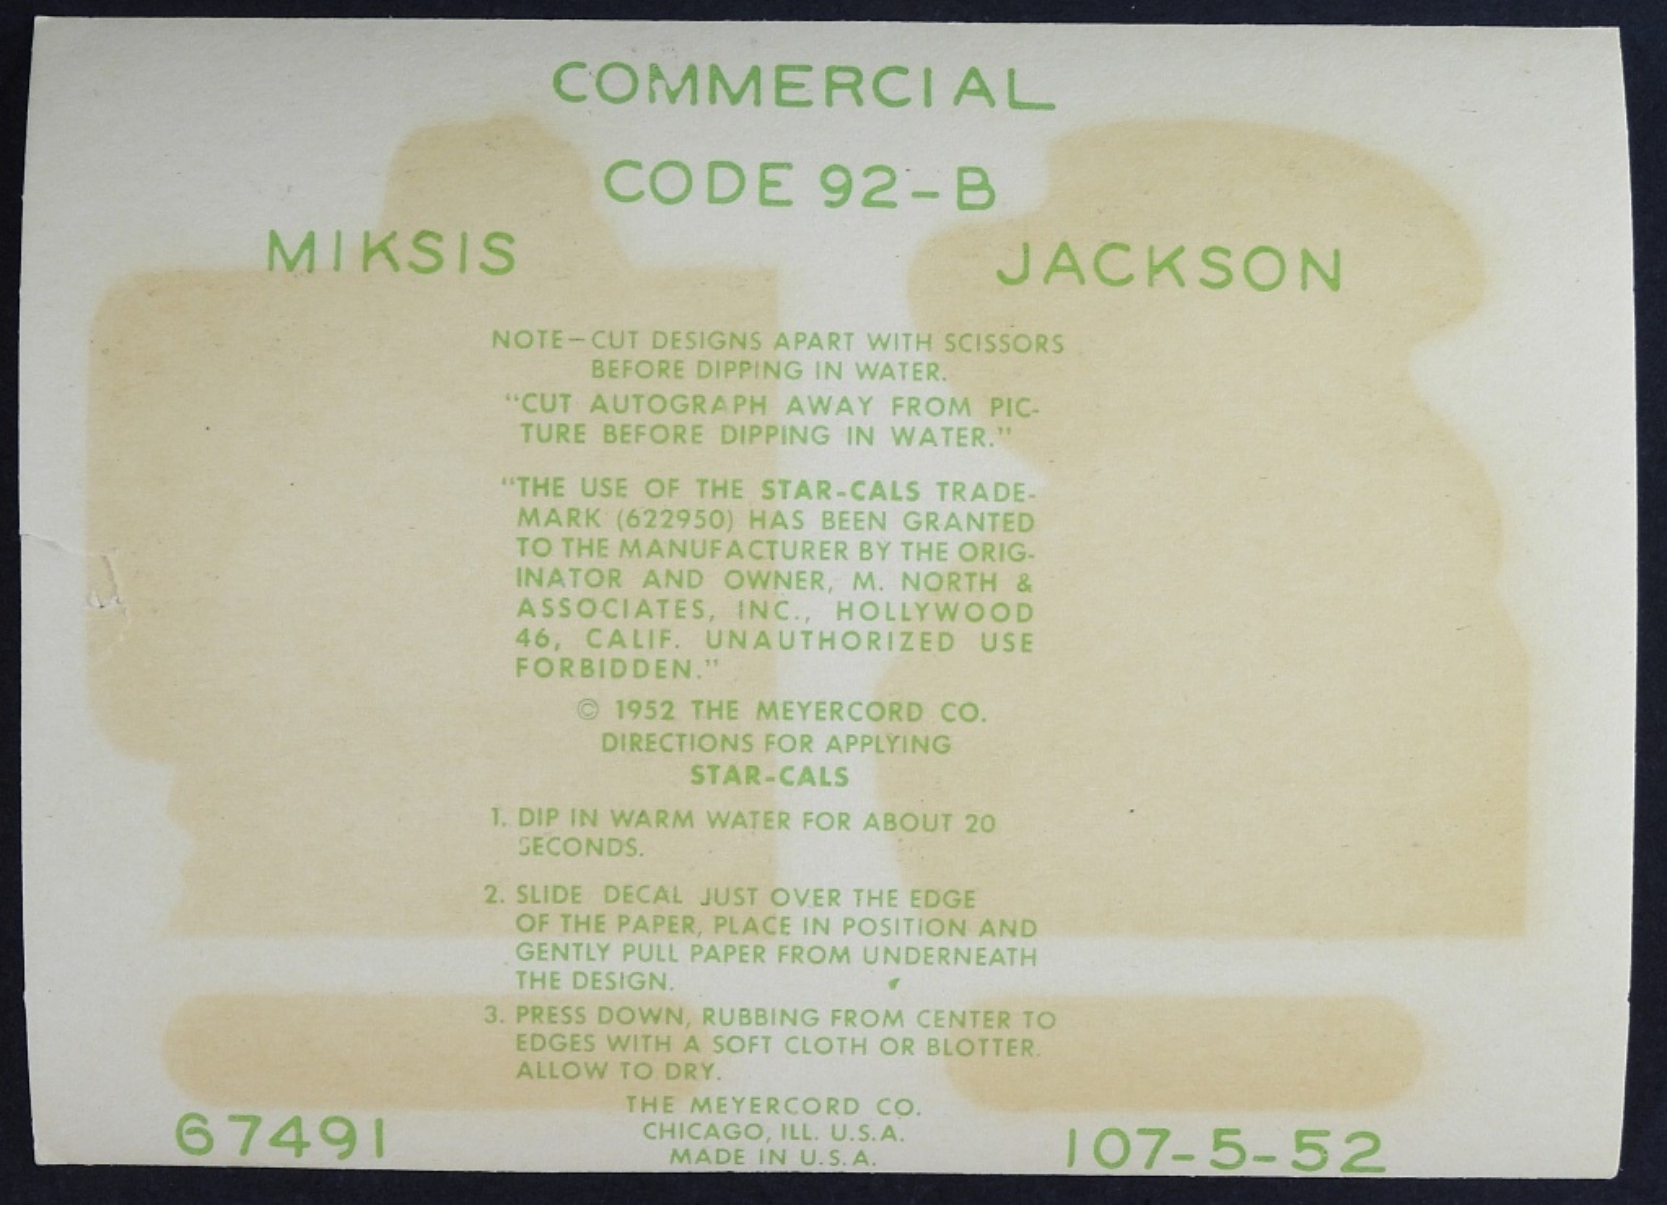 COMMERCIAL
CODE 92-B
MIKSIS JACKSON
NOTE—CUT DESIGNS APART WITH SCISSORS
BEFORE DIPPING IN WATER.
"CUT AUTOGRAPH AWAY FROM PIC-
TURE BEFORE DIPPING IN WATER."
"THE USE OF THE STAR-CALS TRADE-
MARK (622950) HAS BEEN GRANTED
TO THE MANUFACTURER BY THE ORIG-
INATOR AND OWNER, M. NORTH &
ASSOCIATES, INC., HOLLYWOOD
46, CALIF. UNAUTHORIZED USE
FORBIDDEN."
© 1952 THE MEYERCORD CO.
DIRECTIONS FOR APPLYING
STAR-CALS
1. DIP IN WARM WATER FOR ABOUT 20
SECONDS.
2. SLIDE DECAL JUST OVER THE EDGE
OF THE PAPER, PLACE IN POSITION AND
GENTLY PULL PAPER FROM UNDERNEATH
THE DESIGN.
3. PRESS DOWN, RUBBING FROM CENTER TO
EDGES WITH A SOFT CLOTH OR BLOTTER.
ALLOW TO DRY.
THE MEYERCORD CO.
CHICAGO, ILL. U.S.A.
MADE IN U.S.A.
67491 107-5-52